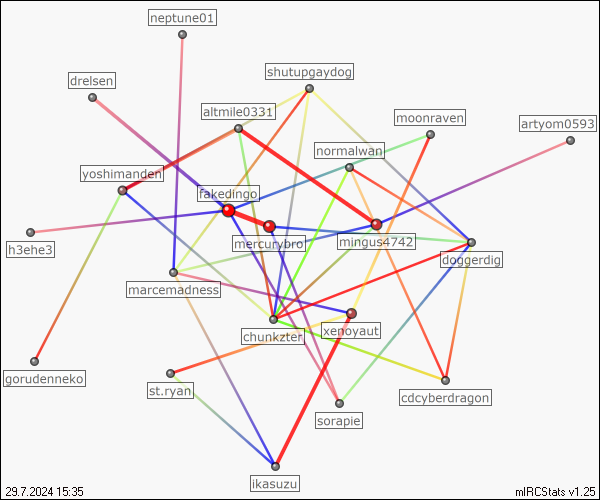 neptune01
shutupgaydog
drelsen
altmile0331
moonraven
artyom0593
normalwan
yoshimanden
fakedingo
mercurybro
mingus4742
h3ehe3
doggerdig
marcemadness
chunkzter
xenoyaut
gorudenneko
st.ryan
cdcyberdragon
sorapie
ikasuzu
29.7.2024 15:35
mIRCStats v1.25